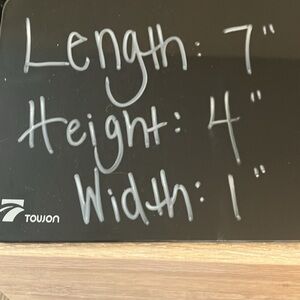 Length: 7"
Height: 4"
Width: 1"
TOUJON